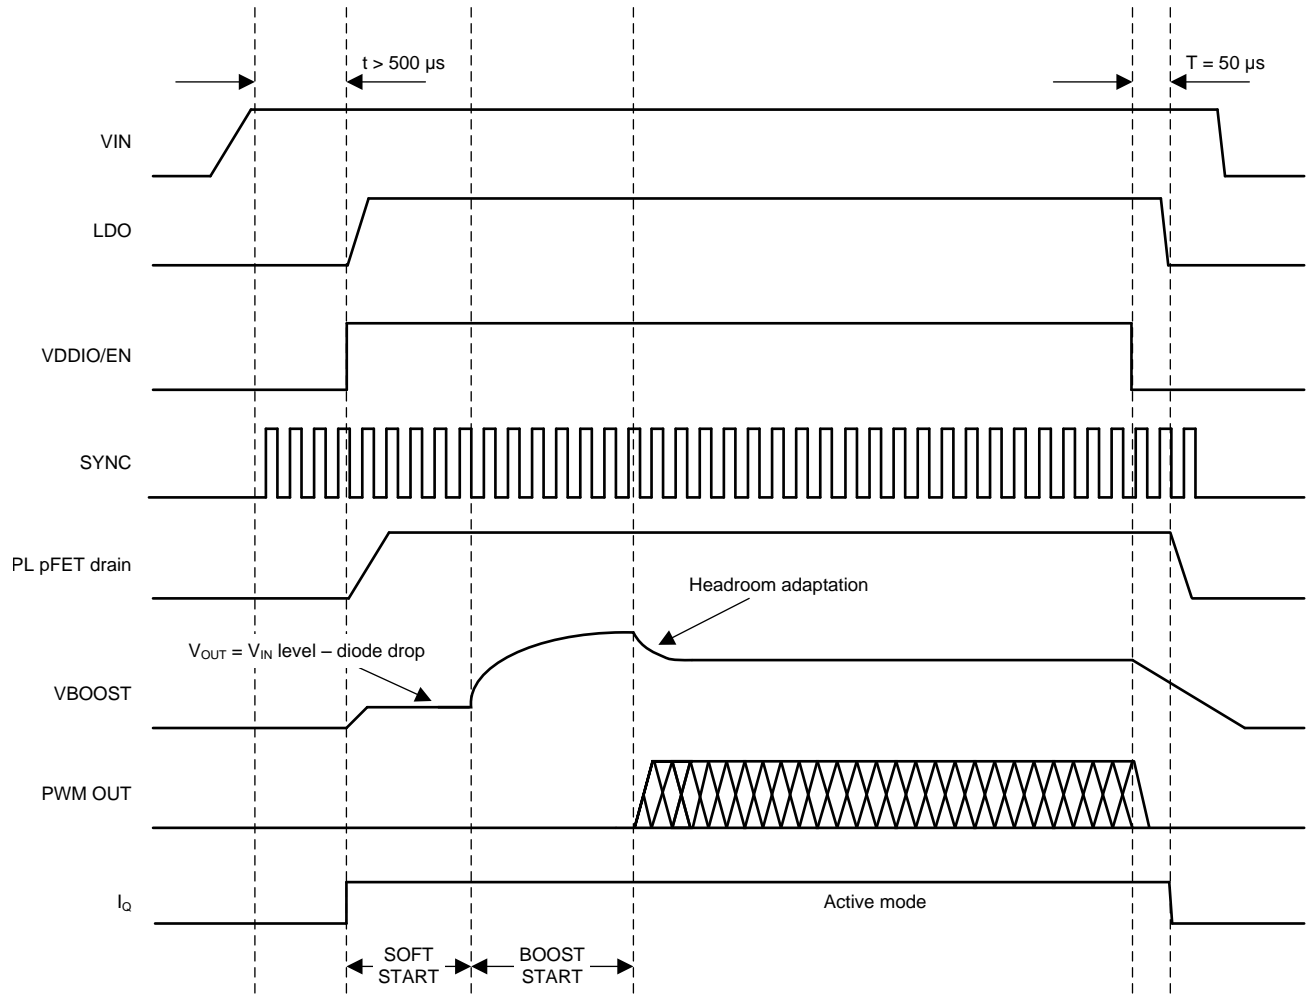 t > 500 µs
T = 50 µs
VIN
LDO
VDDIO/EN
SYNC
PL pFET drain
Headroom adaptation
VOUT = VIN level – diode drop
VBOOST
PWM OUT
IQ
Active mode
SOFT
START
BOOST
START